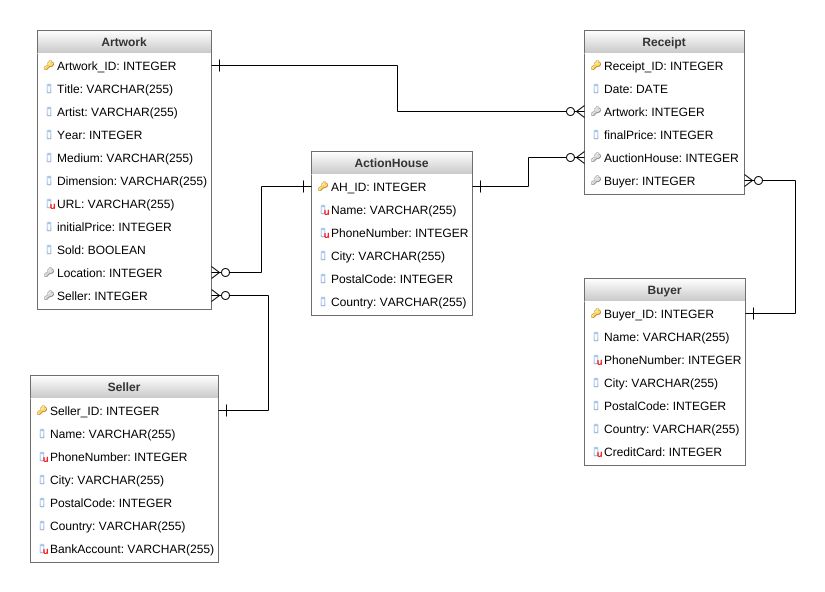 Artwork
Artwork_ID: INTEGER
Title: VARCHAR(255)
Artist: VARCHAR(255)
Year: INTEGER
Medium: VARCHAR(255)
Dimension: VARCHAR(255)
URL: VARCHAR(255)
initialPrice: INTEGER
Sold: BOOLEAN
Location: INTEGER
Seller: INTEGER
Receipt
Receipt_ID: INTEGER
Date: DATE
Artwork: INTEGER
finalPrice: INTEGER
AuctionHouse: INTEGER
Buyer: INTEGER
ActionHouse
AH_ID: INTEGER
Name: VARCHAR(255)
PhoneNumber: INTEGER
City: VARCHAR(255)
PostalCode: INTEGER
Country: VARCHAR(255)
Buyer
Buyer_ID: INTEGER
Name: VARCHAR(255)
PhoneNumber: INTEGER
City: VARCHAR(255)
PostalCode: INTEGER
Country: VARCHAR(255)
CreditCard: INTEGER
Seller
Seller_ID: INTEGER
Name: VARCHAR(255)
PhoneNumber: INTEGER
City: VARCHAR(255)
PostalCode: INTEGER
Country: VARCHAR(255)
BankAccount: VARCHAR(255)